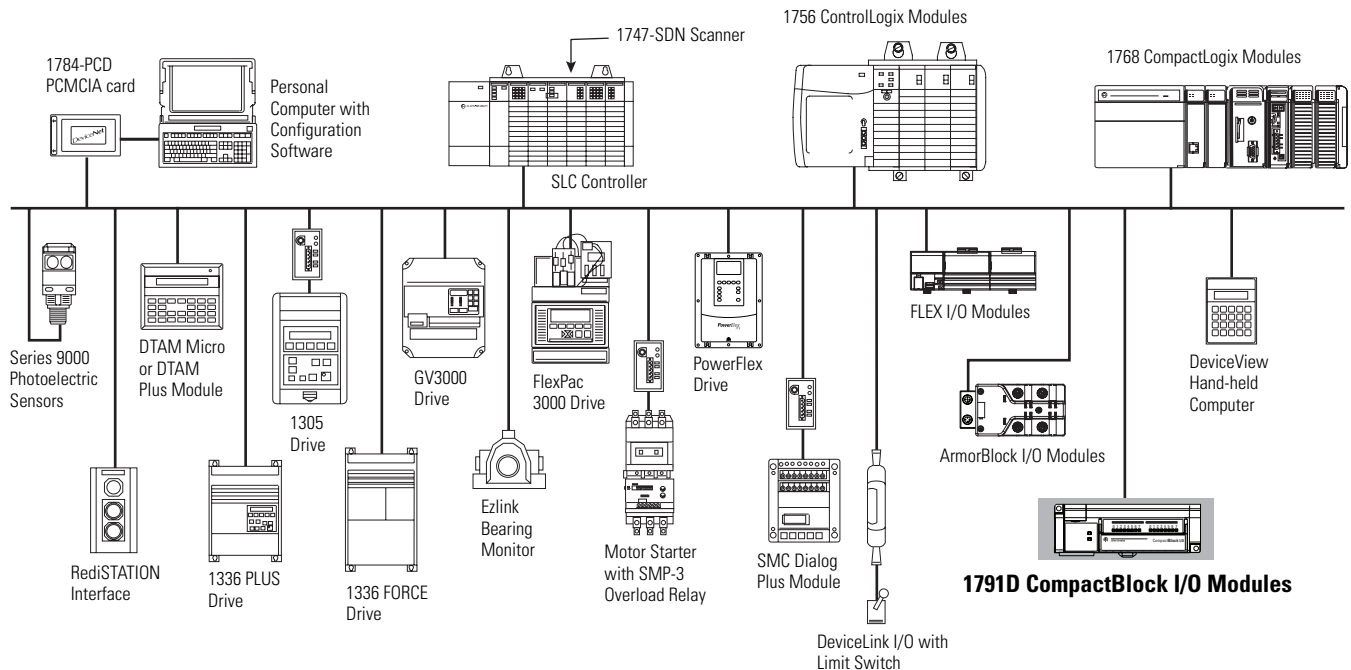 1784-PCD
PCMCIA card
DeviceNet
Personal
Computer with
Configuration
Software
1747-SDN Scanner
SLC Controller
1756 ControlLogix Modules
1768 CompactLogix Modules
Series 9000
Photoelectric
Sensors
DTAM Micro
or DTAM
Plus Module
1305
Drive
GV3000
Drive
FlexPac
3000 Drive
PowerFlex
PowerFlex
Drive
FLEX I/O Modules
DeviceView
Hand-held
Computer
ArmorBlock I/O Modules
RediSTATION
Interface
1336 PLUS
Drive
1336 FORCE
Drive
Ezlink
Bearing
Monitor
Motor Starter
with SMP-3
Overload Relay
SMC Dialog
Plus Module
DeviceLink I/O with
Limit Switch
CompactBlock I/O
1791D CompactBlock I/O Modules